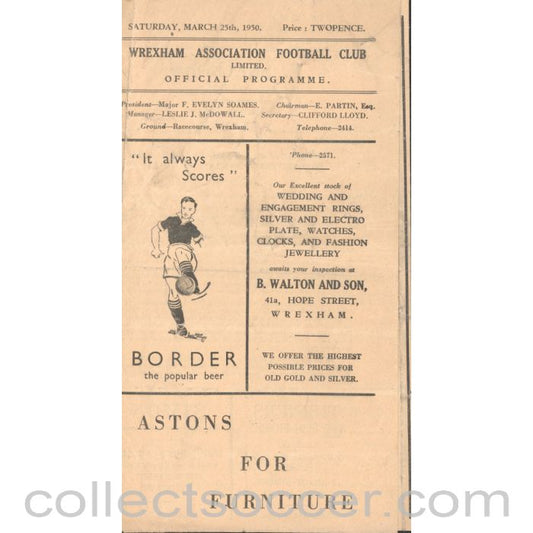 SATURDAY, MARCH 25th, 1950. Price : TWOPENCE.
WREXHAM ASSOCIATION FOOTBALL CLUB
LIMITED.
OFFICIAL PROGRAMME.
President—Major F. EVELYN SOAMES. Chairman—E. PARTIN, Esq.
Manager—LESLIE J. McDOWALL. Secretary—CLIFFORD LLOYD.
Ground—Racecourse, Wrexham. Telephone—2414.
"It always
Scores"
BORDER
the popular beer
'Phone—2571.
Our Excellent stock of
WEDDING AND
ENGAGEMENT RINGS,
SILVER AND ELECTRO
PLATE, WATCHES,
CLOCKS, AND FASHION
JEWELLERY
awaits your inspection at
B. WALTON AND SON,
41a, HOPE STREET,
WREXHAM.
WE OFFER THE HIGHEST
POSSIBLE PRICES FOR
OLD GOLD AND SILVER.
ASTONS
FOR
FURNITURE
collectsoccer.com